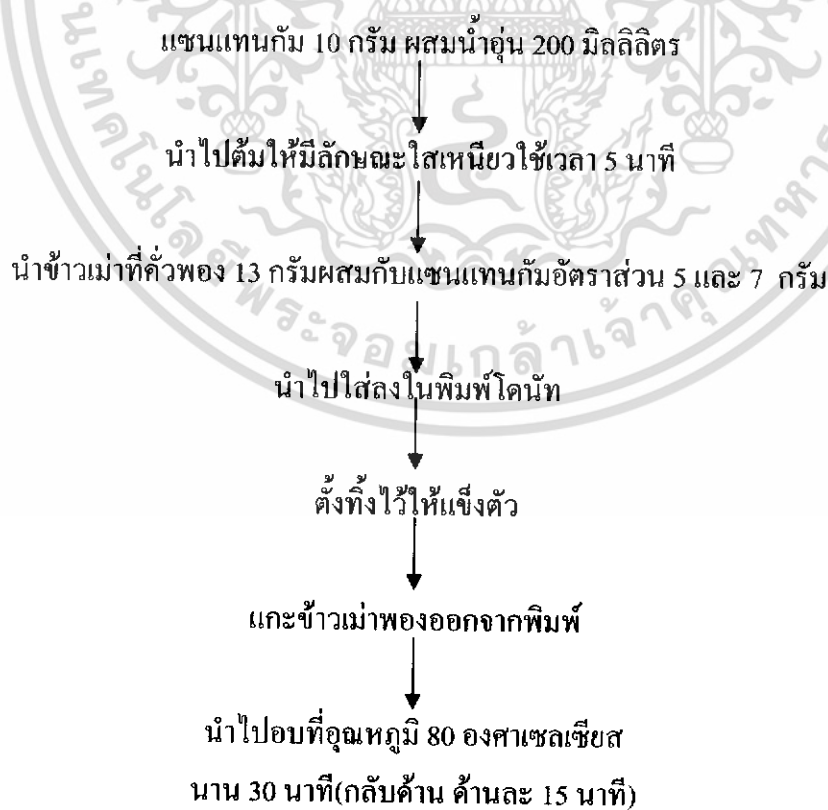 แซนแทนกัม 10 กรัม ผสมน้ำอุ่น 200 มิลลิลิตร
นำไปต้มให้มีลักษณะใสเหนียวใช้เวลา 5 นาที
นำข้าวเม่าที่คั่วพอง 13 กรัมผสมกับแซนแทนกัมอัตราส่วน 5 และ 7 กรัม
นำไปใส่ลงในพิมพ์โดนัท
ตั้งทิ้งไว้ให้แข็งตัว
แกะข้าวเม่าพองออกจากพิมพ์
นำไปอบที่อุณหภูมิ 80 องศาเซลเซียส
นาน 30 นาที(กลับด้าน ด้านละ 15 นาที)